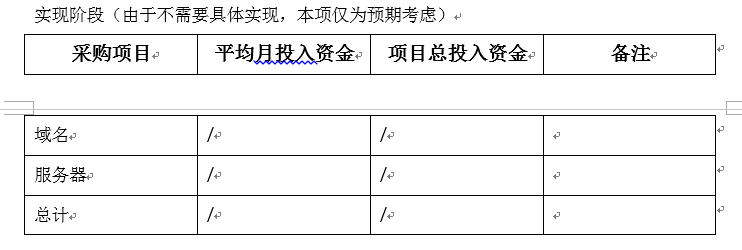 实现阶段（由于不需要具体实现，本项仅为预期考虑）
采购项目 平均月投入资金 项目总投入资金 备注
域名 / /
服务器 / /
总计 / /